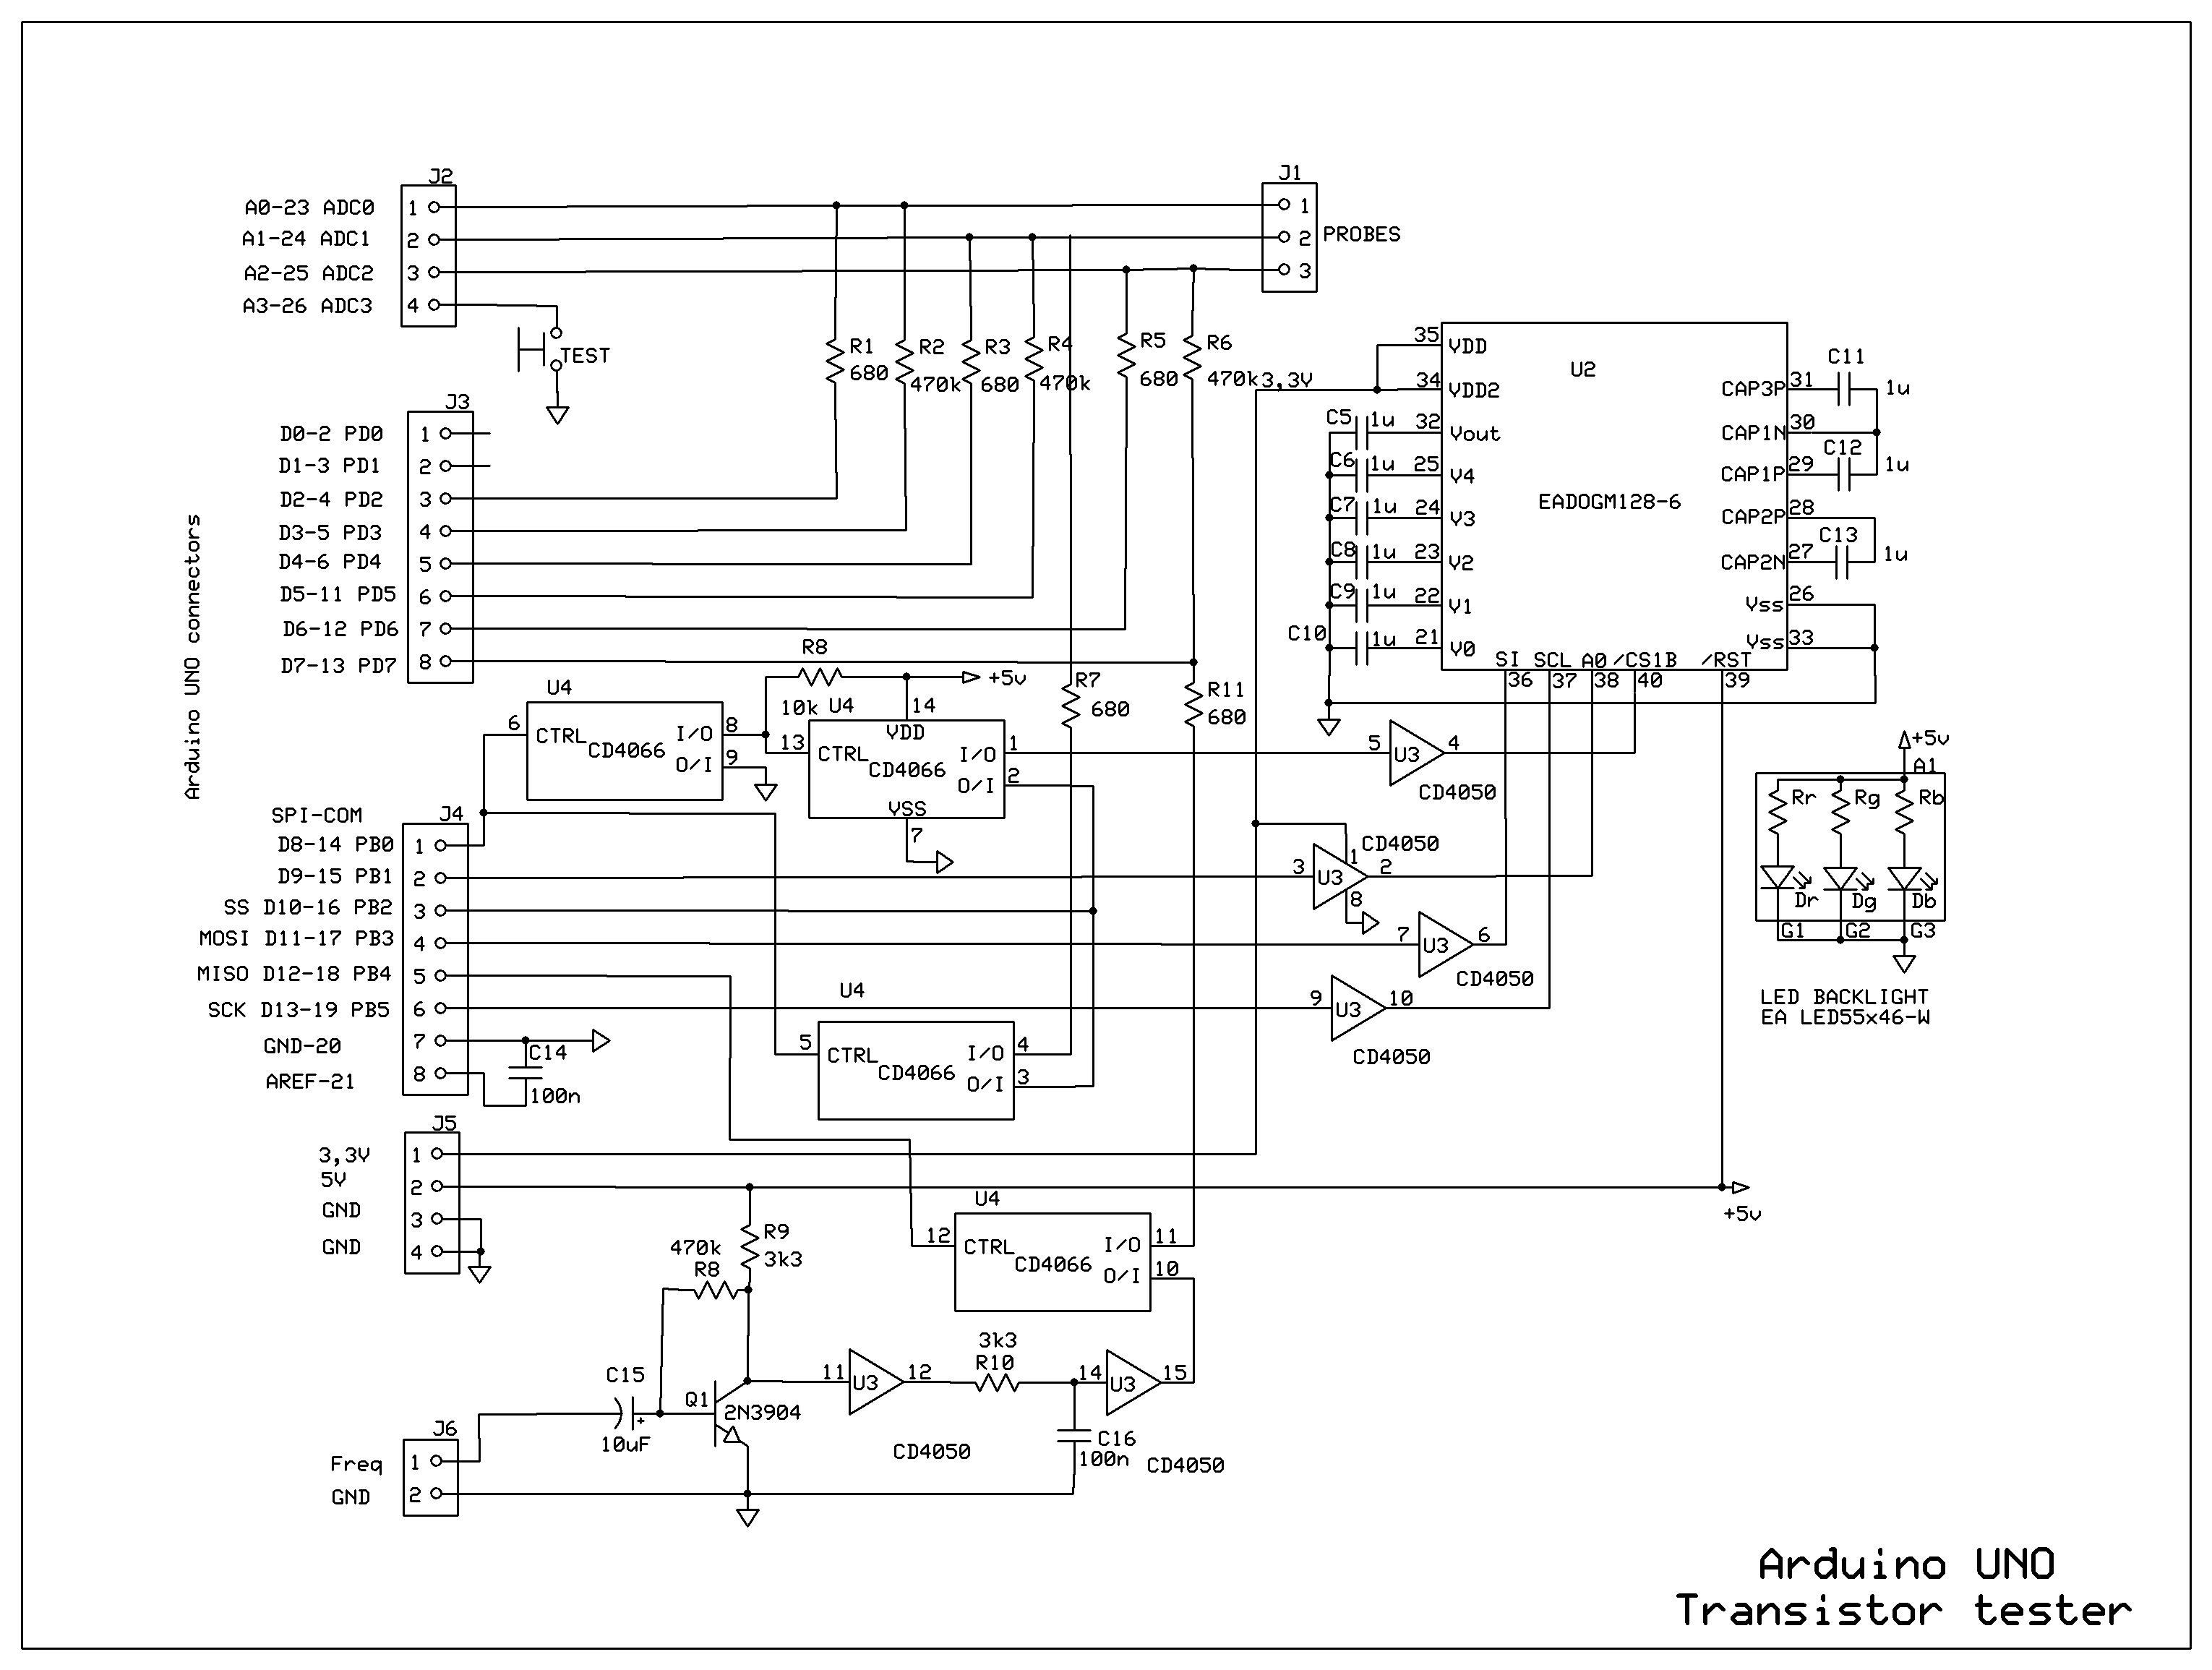 J2
A0-23 ADC0
1
A1-24 ADC1
2
A2-25 ADC2
3
A3-26 ADC3
4
TEST
J1
1
2
3
PROBES
R1
680
R2
470k
R3
680
R4
470k
R5
680
R6
470k
3,3V
Arduino UNO connectors
J3
D0-2 PD0
1
D1-3 PD1
2
D2-4 PD2
3
D3-5 PD3
4
D4-6 PD4
5
D5-11 PD5
6
D6-12 PD6
7
D7-13 PD7
8
U2
EADOGM128-6
35
VDD
34
VDD2
C5
1u
32
Vout
C6
1u
25
V4
C7
1u
24
V3
C8
1u
23
V2
C9
1u
22
V1
C10
1u
21
V0
C11
CAP3P
31
1u
CAP1N
30
C12
CAP1P
29
1u
CAP2P
28
C13
CAP2N
27
1u
Vss
26
Vss
33
SI
SCL
A0
/CS1B
/RST
36
37
38
40
39
R8
10k
+5v
U4
6
CTRL
CD4066
I/O
8
O/I
9
U4
14
VDD
13
CTRL
CD4066
I/O
1
O/I
2
VSS
7
R7
680
R11
680
5
U3
4
CD4050
CD4050
3
U3
1
2
8
7
U3
6
CD4050
9
U3
10
CD4050
+5v
A1
Rr
Rg
Rb
Dr
Dg
Db
G1
G2
G3
LED BACKLIGHT
EA LED55x46-W
SPI-COM
J4
D8-14 PB0
1
D9-15 PB1
2
SS D10-16 PB2
3
MOSI D11-17 PB3
4
MISO D12-18 PB4
5
SCK D13-19 PB5
6
GND-20
7
AREF-21
8
C14
100n
U4
5
CTRL
CD4066
I/O
4
O/I
3
J5
3,3V
1
5V
2
GND
3
GND
4
+5v
U4
12
CTRL
CD4066
I/O
11
O/I
10
R9
3k3
470k
R8
C15
10uF
Q1
2N3904
11
U3
12
CD4050
3k3
R10
14
U3
15
C16
100n
CD4050
J6
Freq
1
GND
2
Arduino UNO
Transistor tester